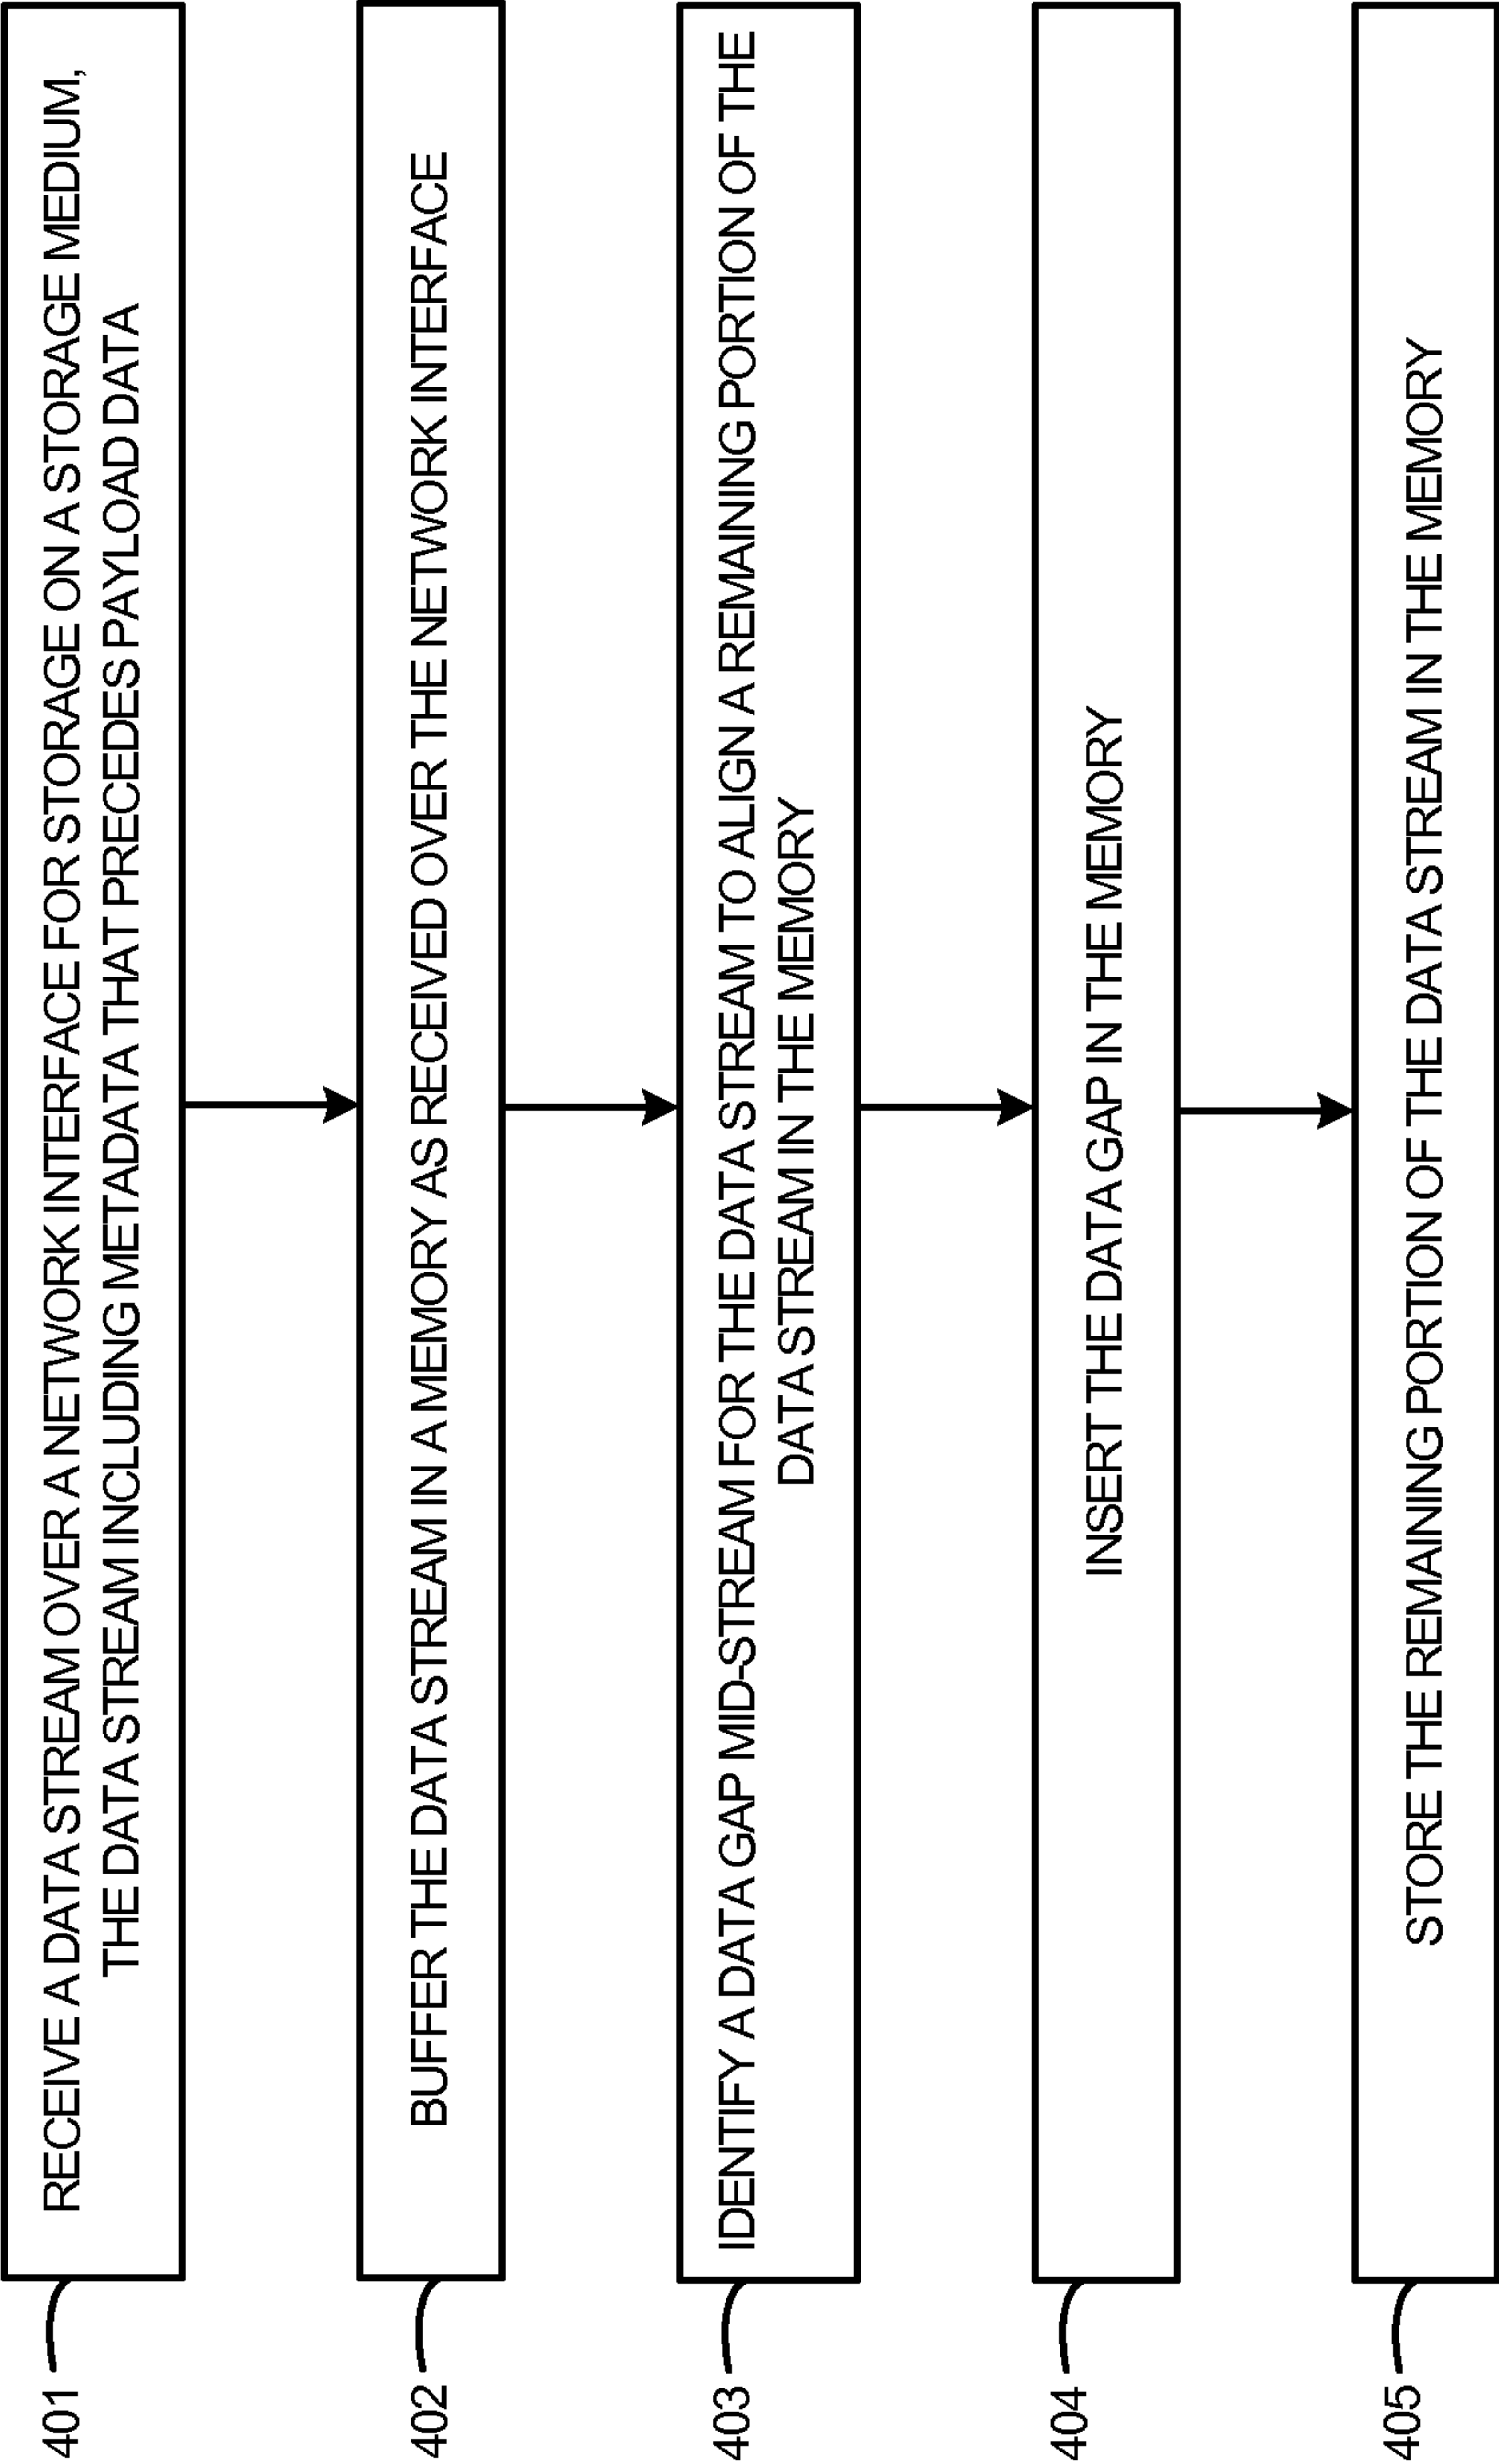 401
RECEIVE A DATA STREAM OVER A NETWORK INTERFACE FOR STORAGE ON A STORAGE MEDIUM,
THE DATA STREAM INCLUDING METADATA THAT PRECEDES PAYLOAD DATA
402
BUFFER THE DATA STREAM IN A MEMORY AS RECEIVED OVER THE NETWORK INTERFACE
403
IDENTIFY A DATA GAP MID-STREAM FOR THE DATA STREAM TO ALIGN A REMAINING PORTION OF THE
DATA STREAM IN THE MEMORY
404
INSERT THE DATA GAP IN THE MEMORY
405
STORE THE REMAINING PORTION OF THE DATA STREAM IN THE MEMORY